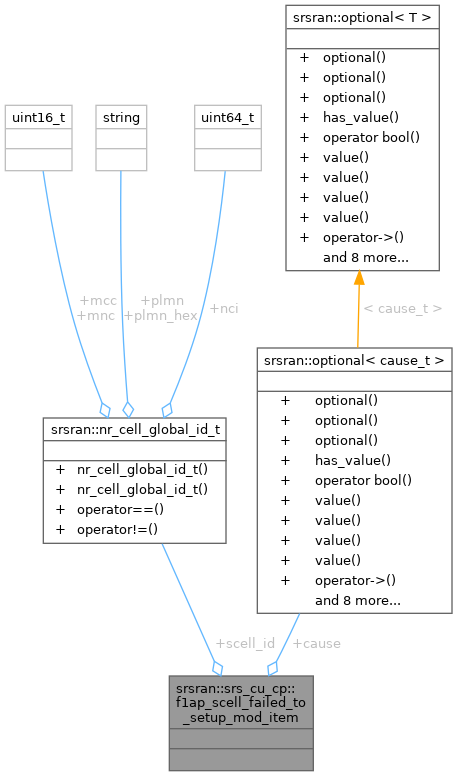 srsran::optional< T >
+ optional()
+ optional()
+ optional()
+ has_value()
+ operator bool()
+ value()
+ value()
+ value()
+ value()
+ operator->()
and 8 more...
uint16_t
string
uint64_t
+mcc
+mnc
+plmn
+plmn_hex
+nci
< cause_t >
srsran::optional< cause_t >
+ optional()
+ optional()
+ optional()
+ has_value()
+ operator bool()
+ value()
+ value()
+ value()
+ value()
+ operator->()
and 8 more...
srsran::nr_cell_global_id_t
+ nr_cell_global_id_t()
+ nr_cell_global_id_t()
+ operator==()
+ operator!=()
+scell_id
+cause
srsran::srs_cu_cp::
f1ap_scell_failed_to
_setup_mod_item